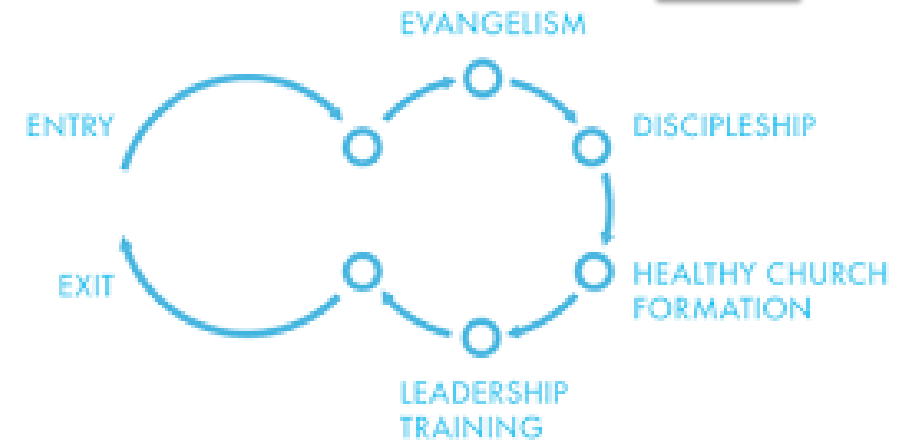 EVANGELISM
ENTRY
DISCIPLESHIP
EXIT
HEALTHY CHURCH
FORMATION
LEADERSHIP
TRAINING